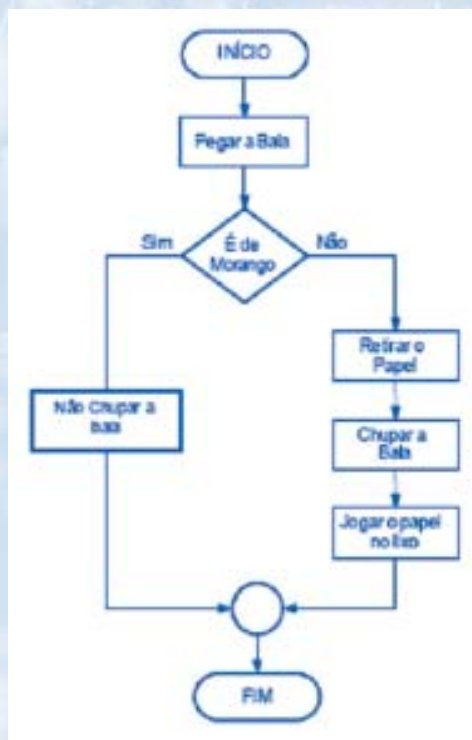 INÍCIO
Pegar a Bala
É de
Morango
Sim
Não
Não Chupar a
bala
Retirar o
Papel
Chupar a
Bala
Jogar o papel
no lixo
FIM